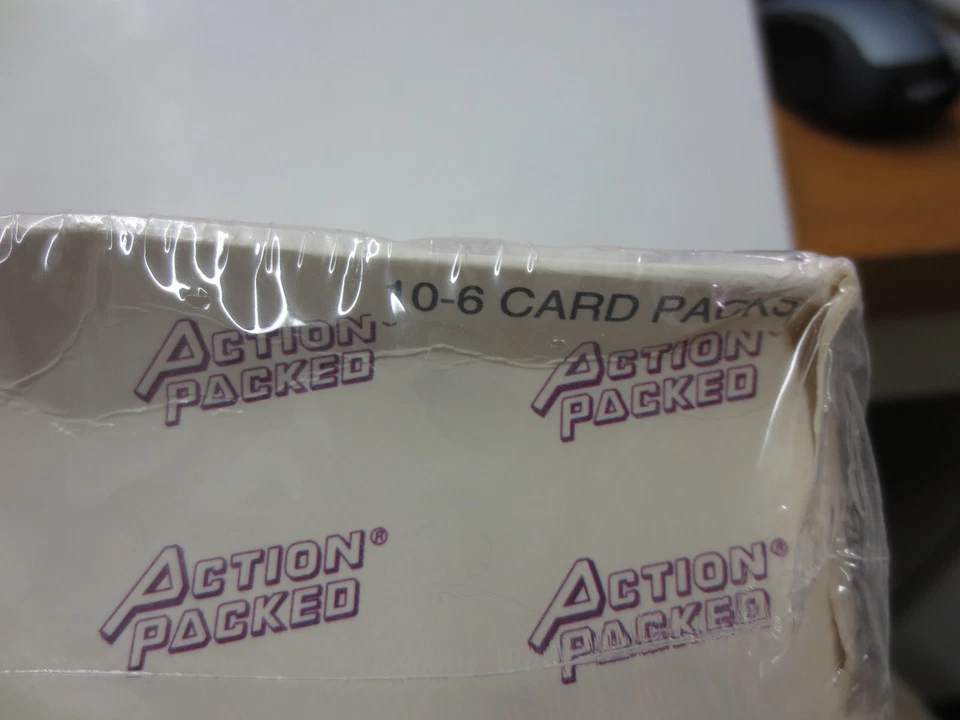 10-6 CARD PACKS
ACTION
PACKED
ACTION
PACKED
ACTION®
PACKED
ACTION®
PACKED